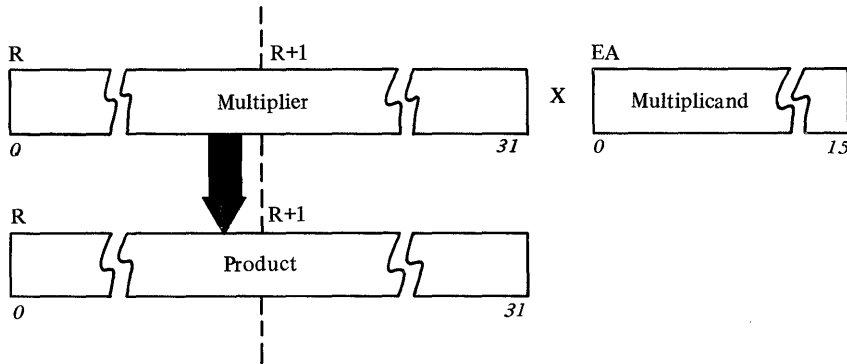 R R+1 EA
Multiplier X Multiplicand
0 31 0 15
R R+1
Product
0 31